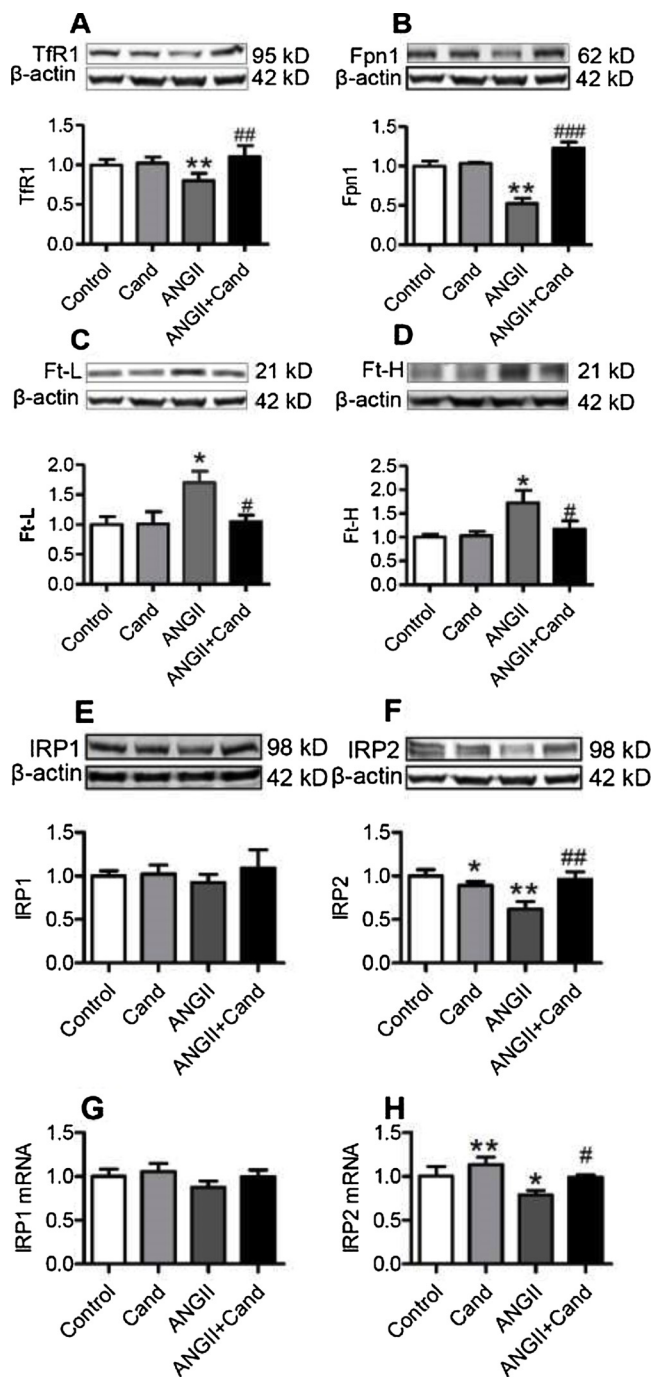 A
TfR1 95 kD
β-actin 42 kD
1.5
##
1.0
**
0.5
0.0
TfR1
Control
Cand
ANGII
ANGII+Cand
B
Fpn1 62 kD
β-actin 42 kD
1.5
###
1.0
**
0.5
0.0
Fpn1
Control
Cand
ANGII
ANGII+Cand
C
Ft-L 21 kD
β-actin 42 kD
2.0
*
1.5
#
1.0
0.5
0.0
Ft-L
Control
Cand
ANGII
ANGII+Cand
D
Ft-H 21 kD
β-actin 42 kD
2.5
2.0
*
1.5
#
1.0
0.5
0.0
Ft-H
Control
Cand
ANGII
ANGII+Cand
E
IRP1 98 kD
β-actin 42 kD
1.5
1.0
0.5
0.0
IRP1
Control
Cand
ANGII
ANGII+Cand
F
IRP2 98 kD
β-actin 42 kD
1.5
##
*
1.0
**
0.5
0.0
IRP2
Control
Cand
ANGII
ANGII+Cand
G
1.5
1.0
0.5
0.0
IRP1 mRNA
Control
Cand
ANGII
ANGII+Cand
H
1.5
**
#
1.0
*
0.5
0.0
IRP2 mRNA
Control
Cand
ANGII
ANGII+Cand